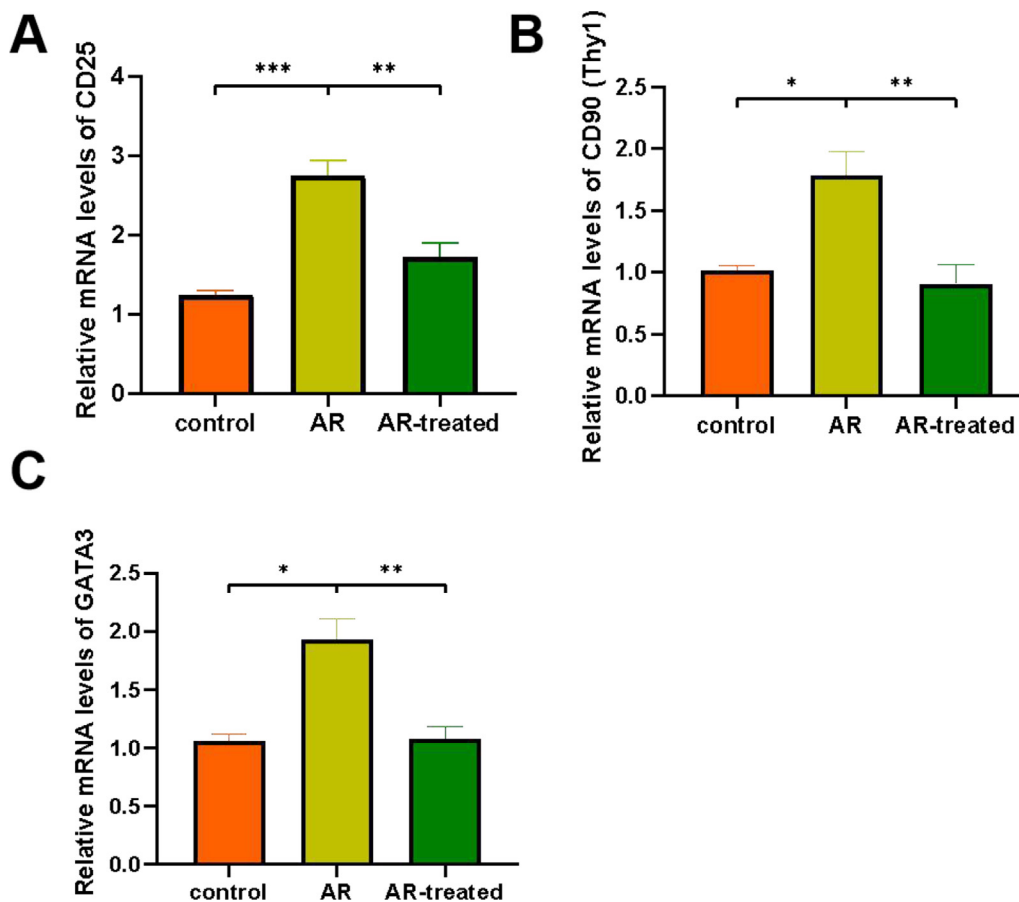 A
Relative mRNA levels of CD25
4
3
2
1
0
***
**
control
AR
AR-treated
B
Relative mRNA levels of CD90 (Thy1)
2.5
2.0
1.5
1.0
0.5
0.0
*
**
control
AR
AR-treated
C
Relative mRNA levels of GATA3
2.5
2.0
1.5
1.0
0.5
0.0
*
**
control
AR
AR-treated